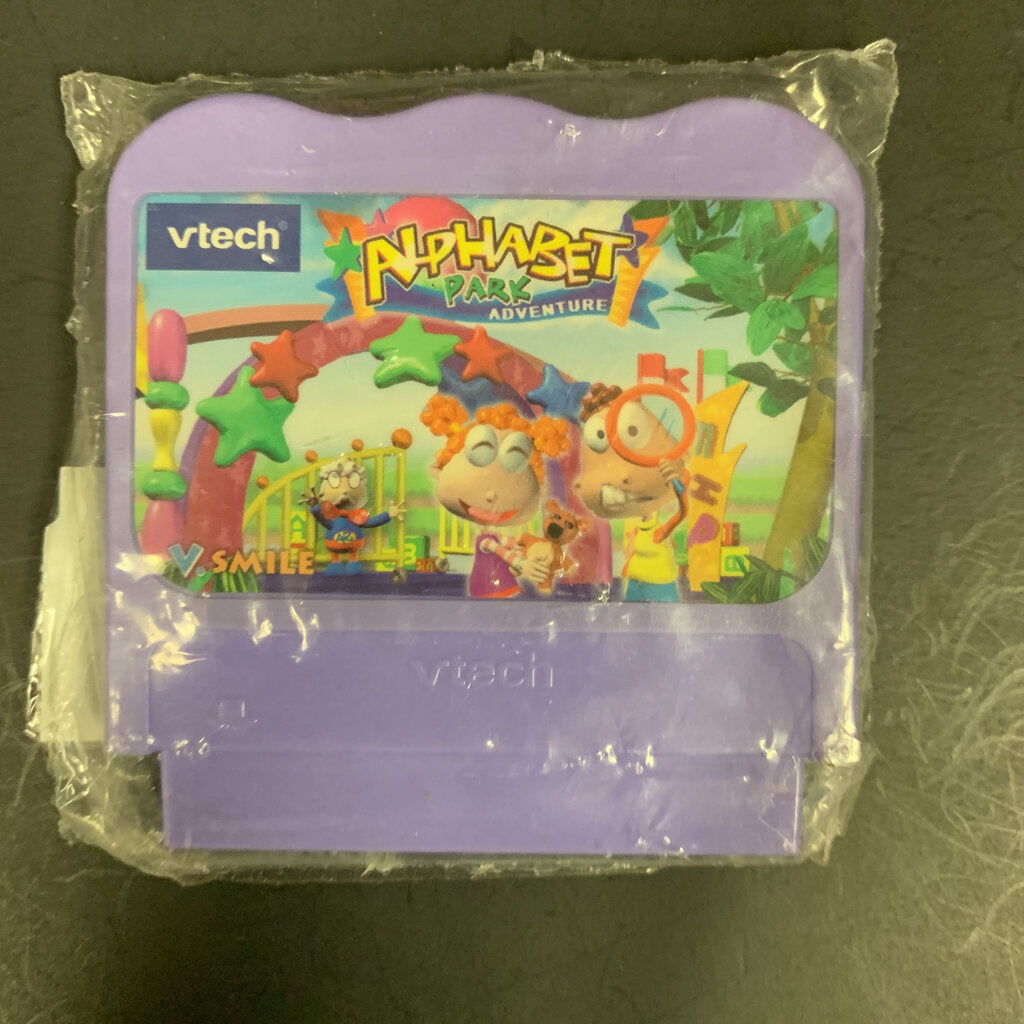 vtech®
ALPHABET
PARK
ADVENTURE
V.SMILE
vtech